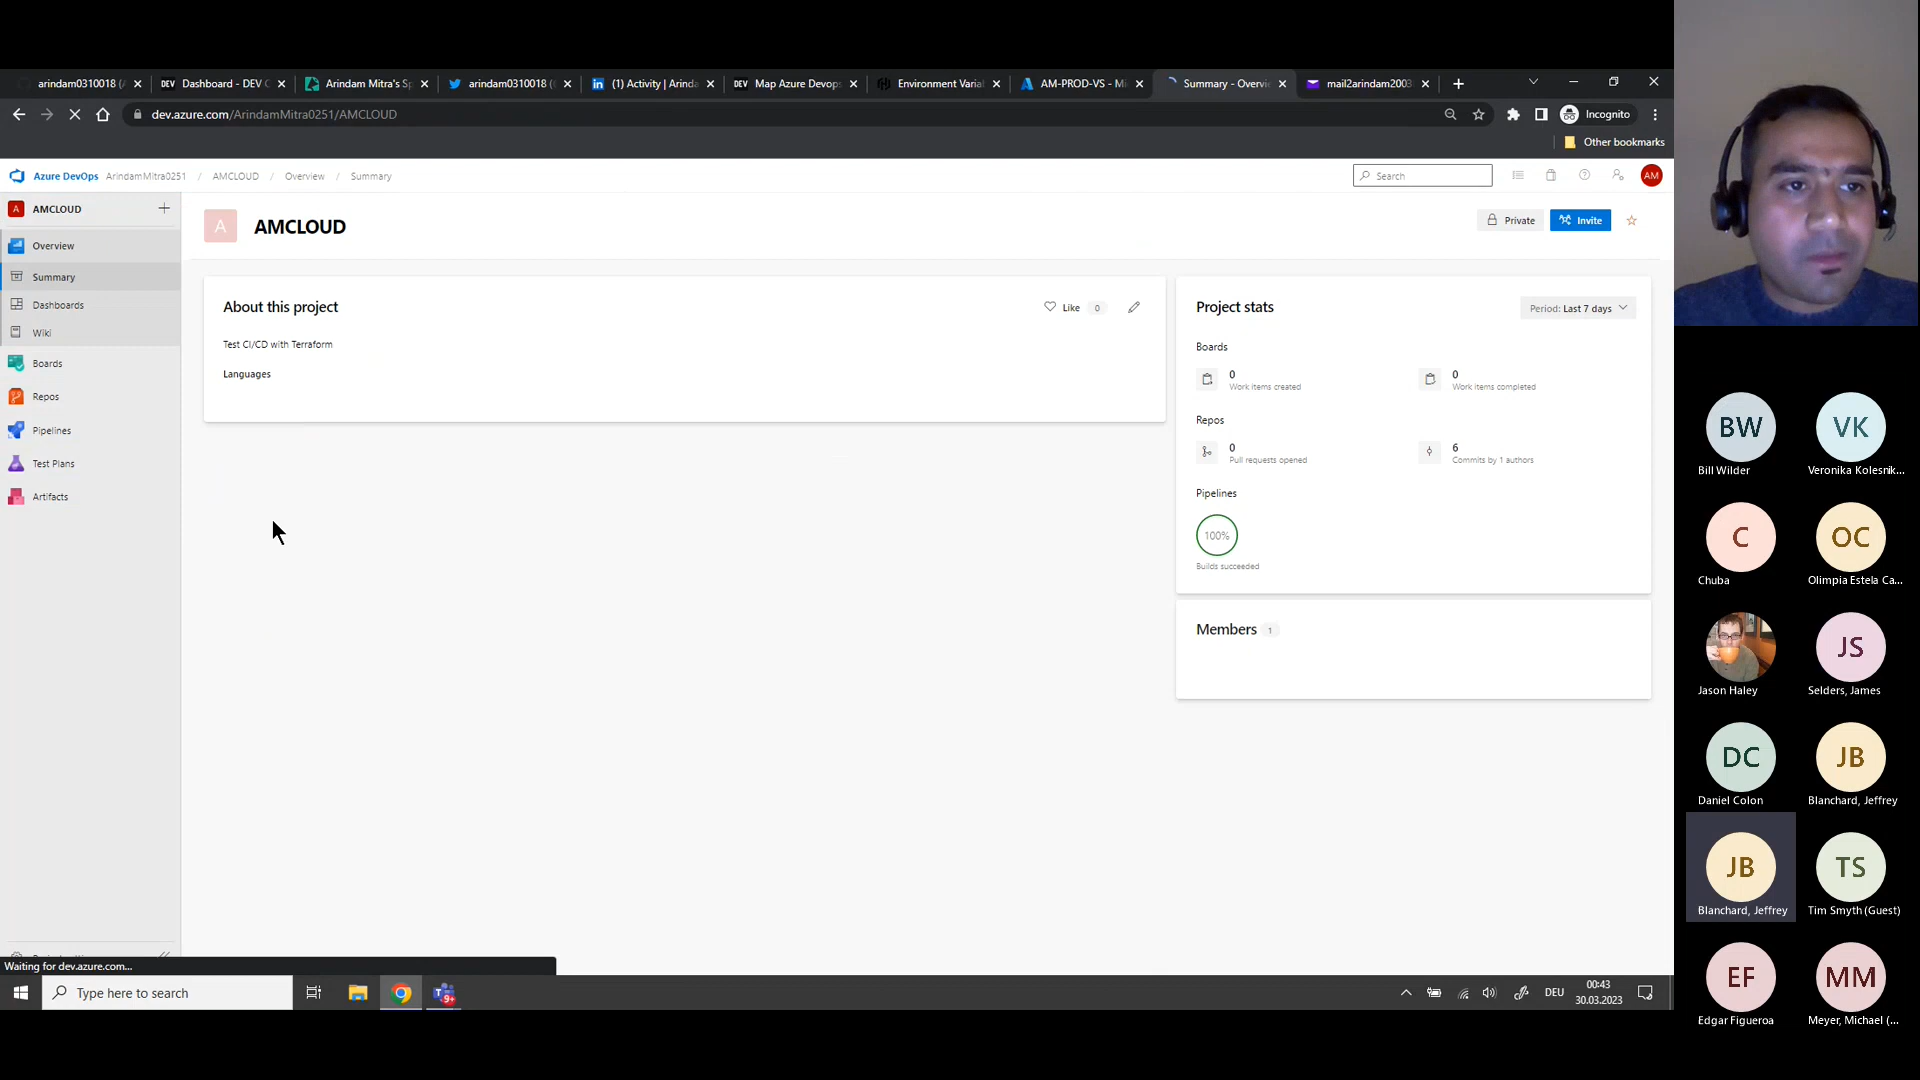 arindam0310018 (/
Dashboard - DEV C
Arindam Mitra's Sp
arindam0310018 (@
(1) Activity | Arinda
Map Azure Devops
Environment Varia
AM-PROD-VS - Mi
Summary - Overvi
mail2arindam2003
dev.azure.com/ArindamMitra0251/AMCLOUD
Incognito
Other bookmarks
Azure DevOps ArindamMitra0251 / AMCLOUD / Overview / Summary
Search
AM
A AMCLOUD
Overview
Summary
Dashboards
Wiki
Boards
Repos
Pipelines
Test Plans
Artifacts
A AMCLOUD
Private
Invite
About this project
Like 0
Test CI/CD with Terraform
Languages
Project stats
Period: Last 7 days
Boards
0
Work items created
0
Work items completed
Repos
0
Pull requests opened
6
Commits by 1 authors
Pipelines
100%
Builds succeeded
Members 1
Waiting for dev.azure.com...
Type here to search
9+
DEU
00:43
30.03.2023
BW
Bill Wilder
VK
Veronika Kolesnik...
C
Chuba
OC
Olimpia Estela Ca...
Jason Haley
JS
Selders, James
DC
Daniel Colon
JB
Blanchard, Jeffrey
JB
Blanchard, Jeffrey
TS
Tim Smyth (Guest)
EF
Edgar Figueroa
MM
Meyer, Michael (...